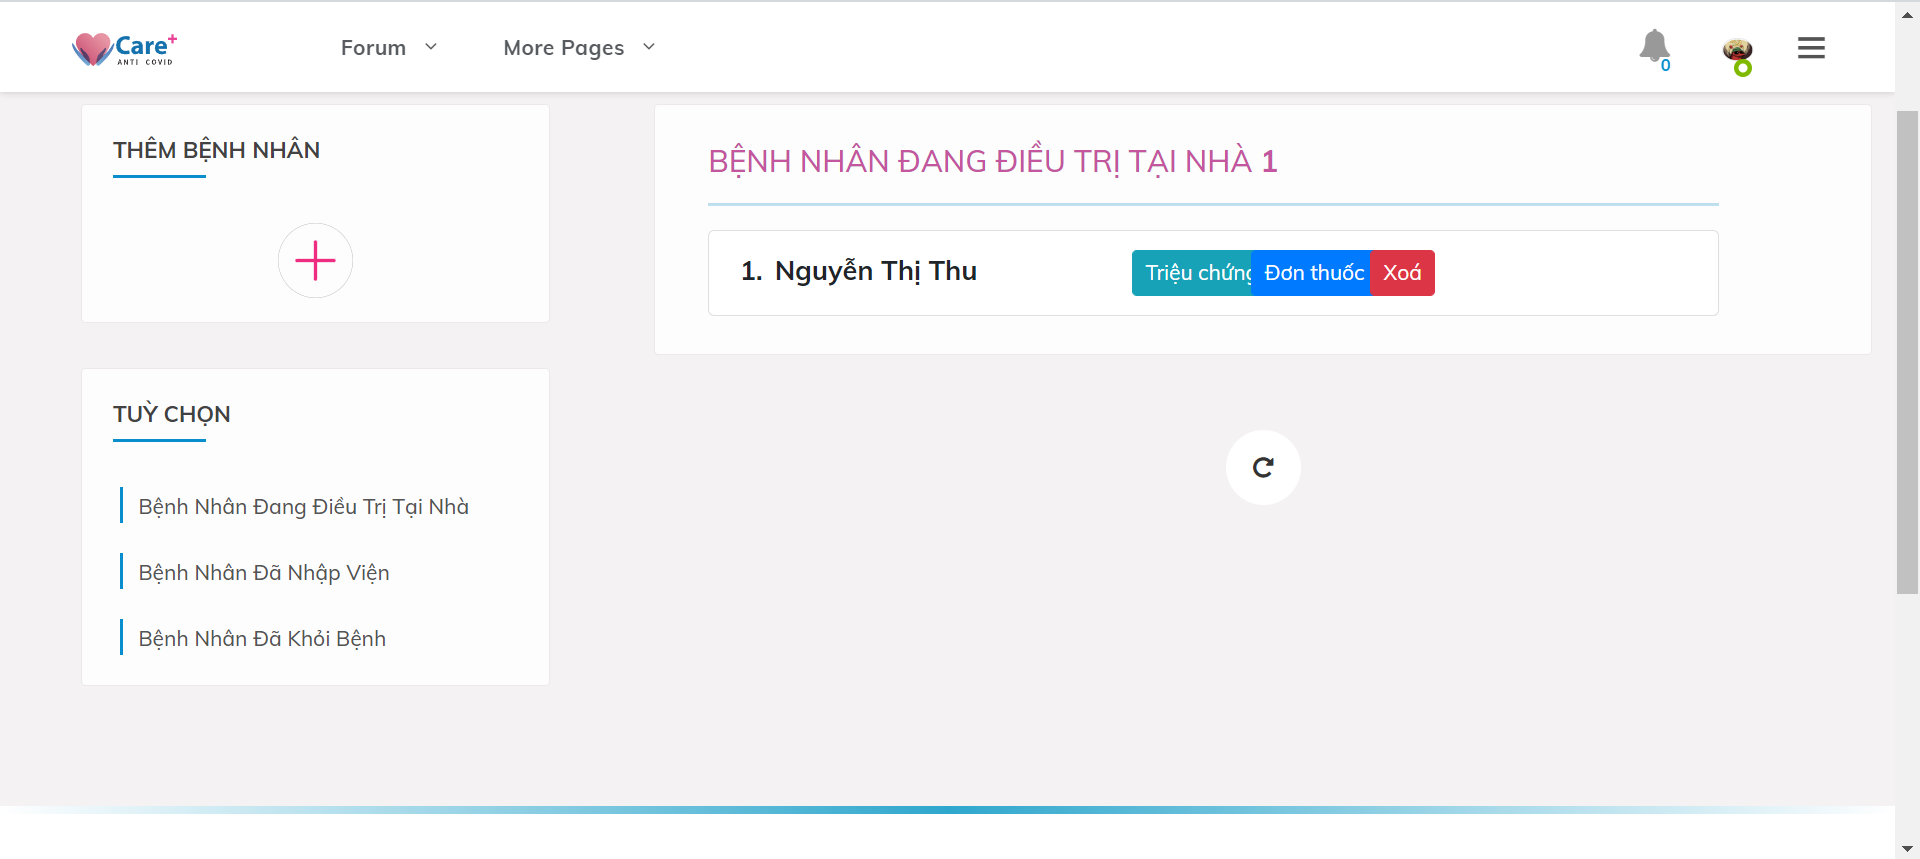 Care+
ANTI COVID
Forum
More Pages
0
THÊM BỆNH NHÂN
BỆNH NHÂN ĐANG ĐIỀU TRỊ TẠI NHÀ 1
1. Nguyễn Thị Thu
Triệu chứng
Đơn thuốc
Xoá
TUỲ CHỌN
Bệnh Nhân Đang Điều Trị Tại Nhà
Bệnh Nhân Đã Nhập Viện
Bệnh Nhân Đã Khỏi Bệnh